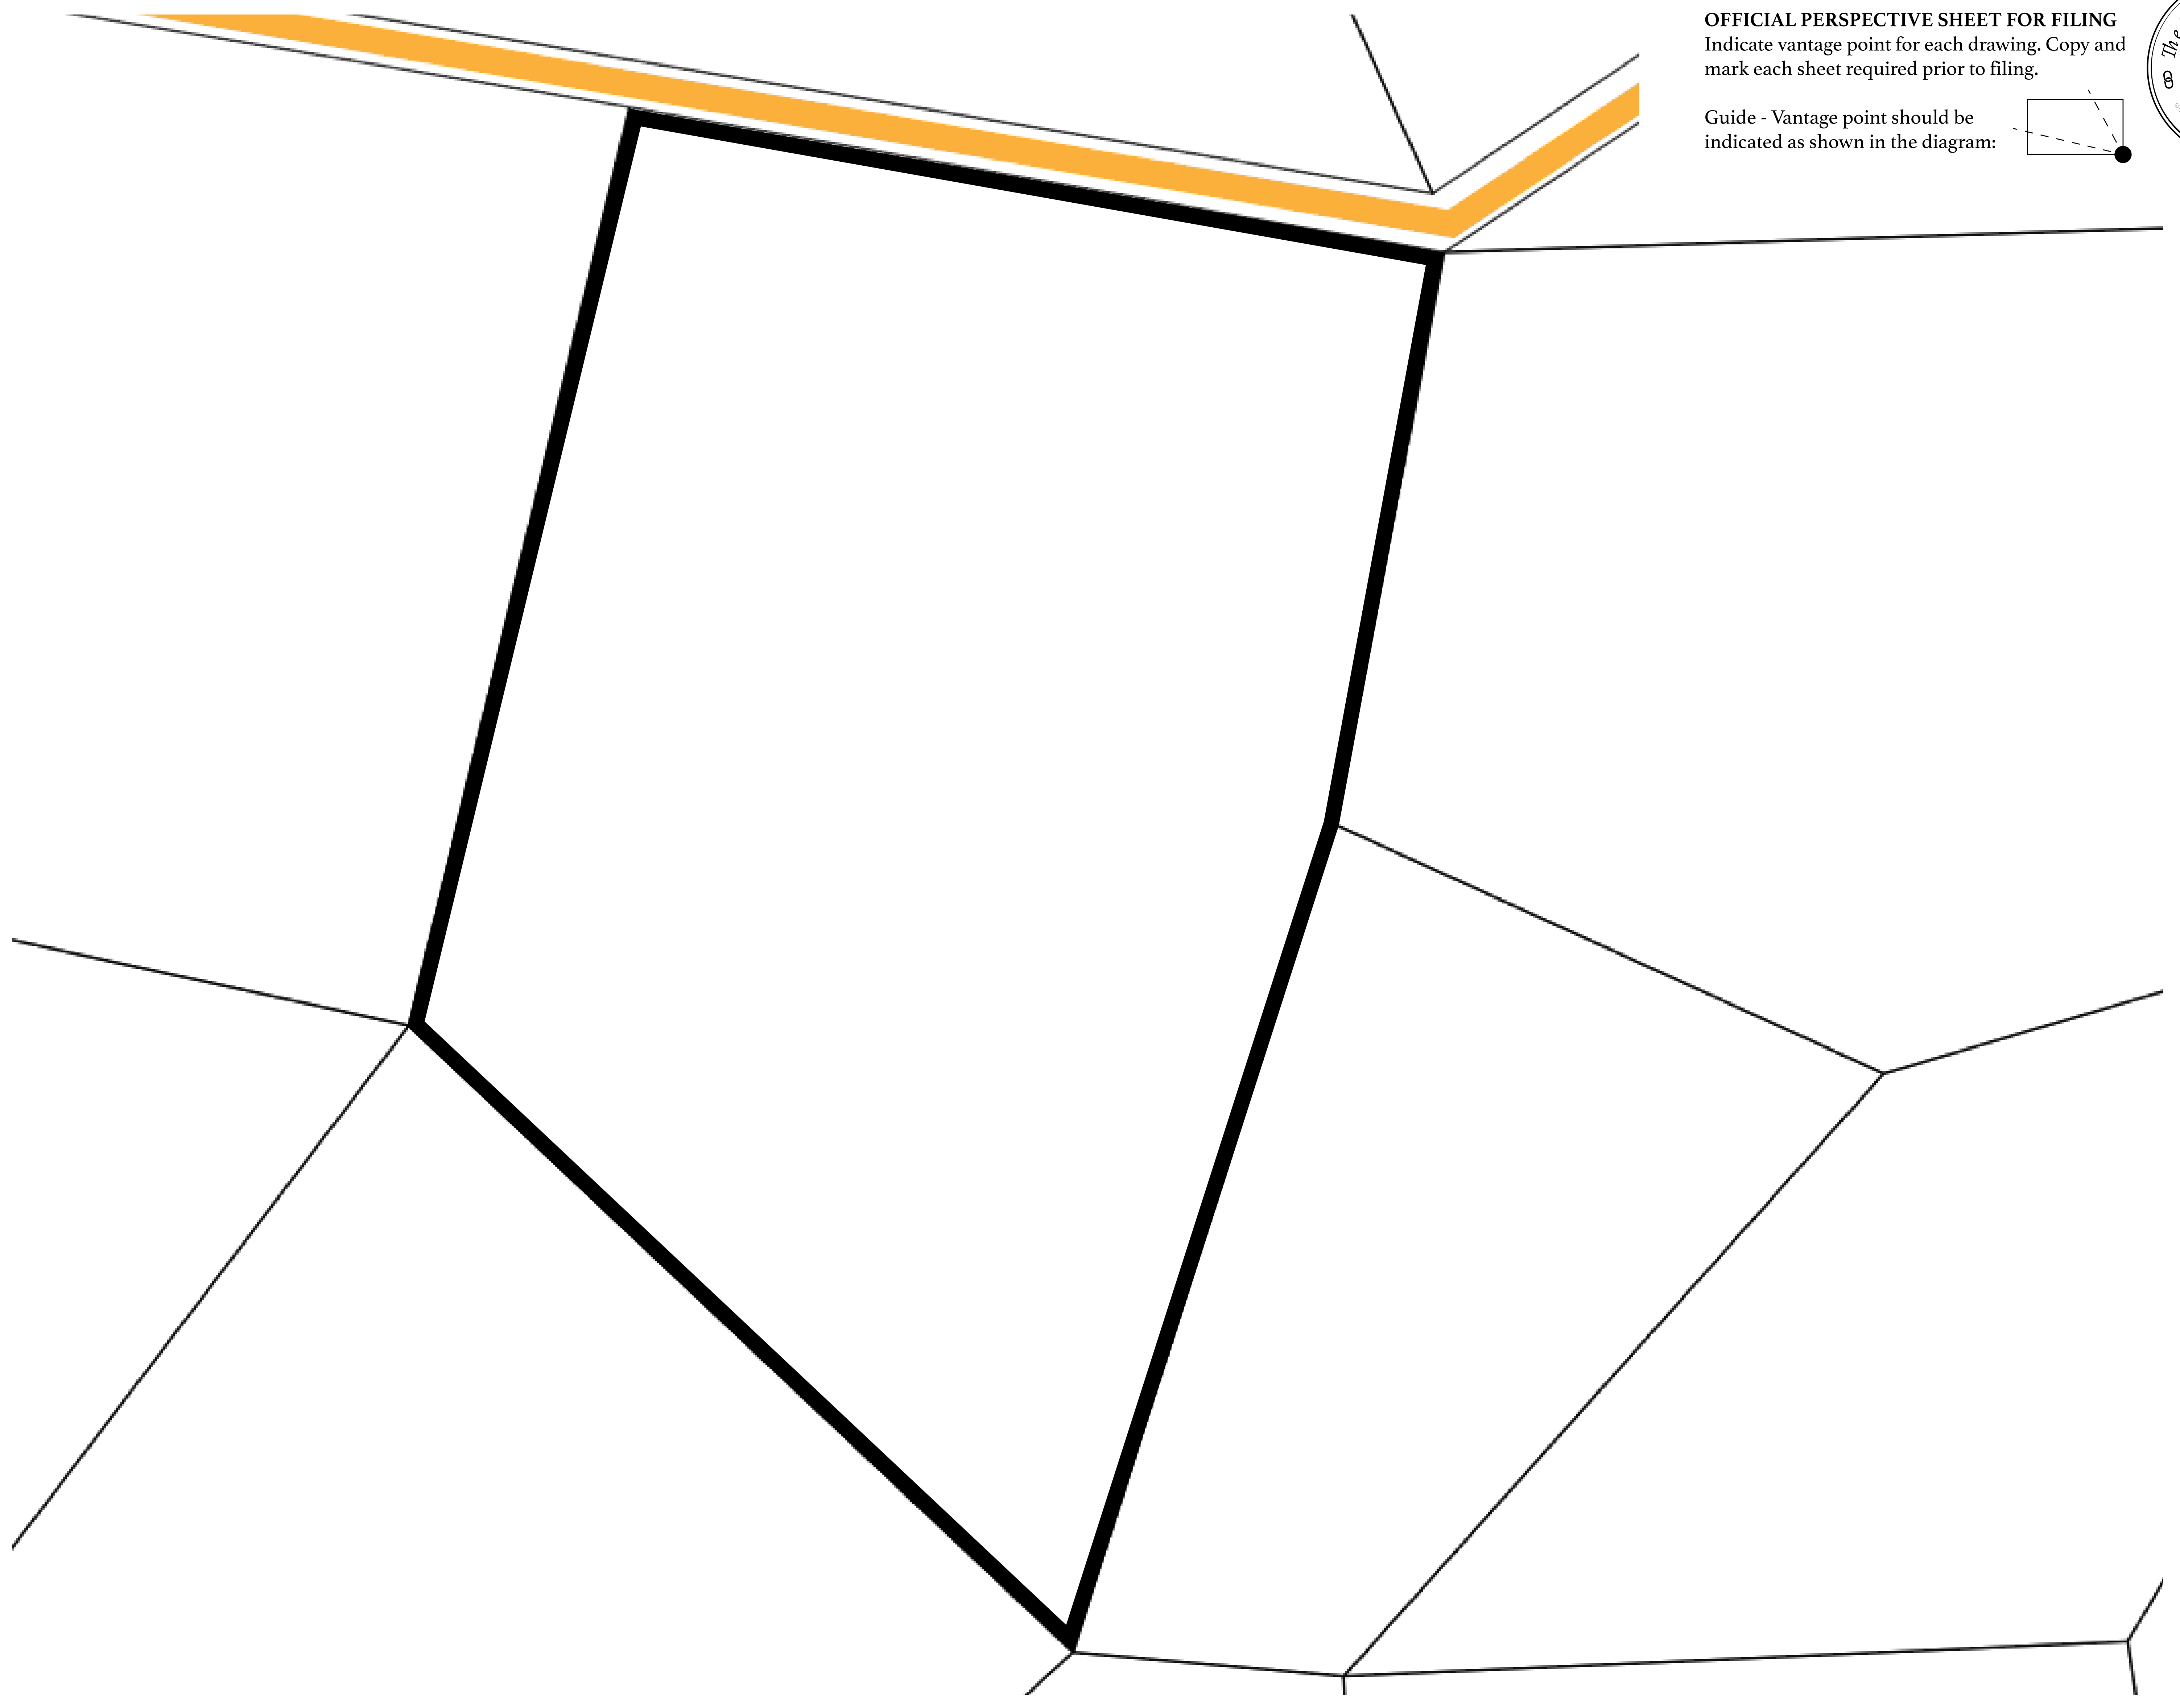 OFFICIAL PERSPECTIVE SHEET FOR FILING
Indicate vantage point for each drawing. Copy and
mark each sheet required prior to filing.
Guide - Vantage point should be
indicated as shown in the diagram:
The